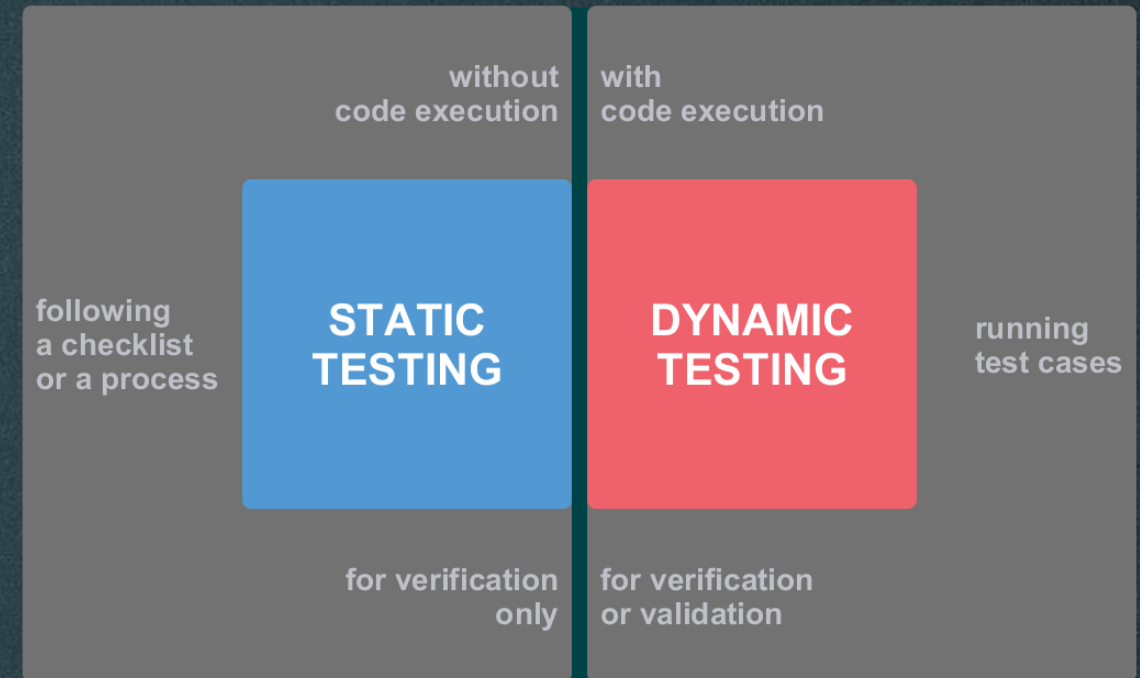 without
code execution
with
code execution
following
a checklist
or a process
STATIC
TESTING
DYNAMIC
TESTING
running
test cases
for verification
only
for verification
or validation